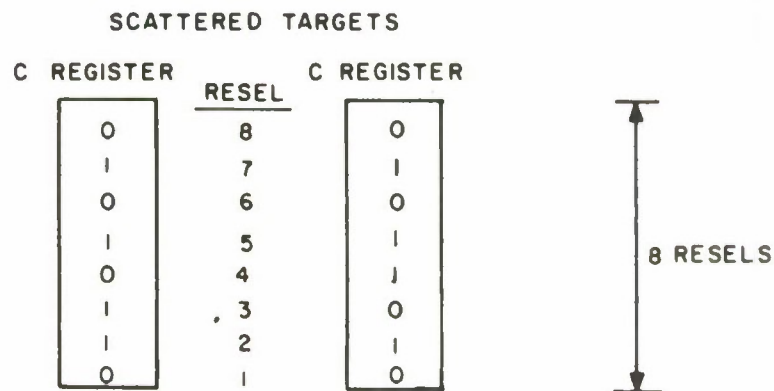 SCATTERED TARGETS
C REGISTER RESEL C REGISTER
0 8 0
1 7 1
0 6 0
1 5 1
0 4 1
1 3 0
1 2 1
0 1 0
8 RESELS